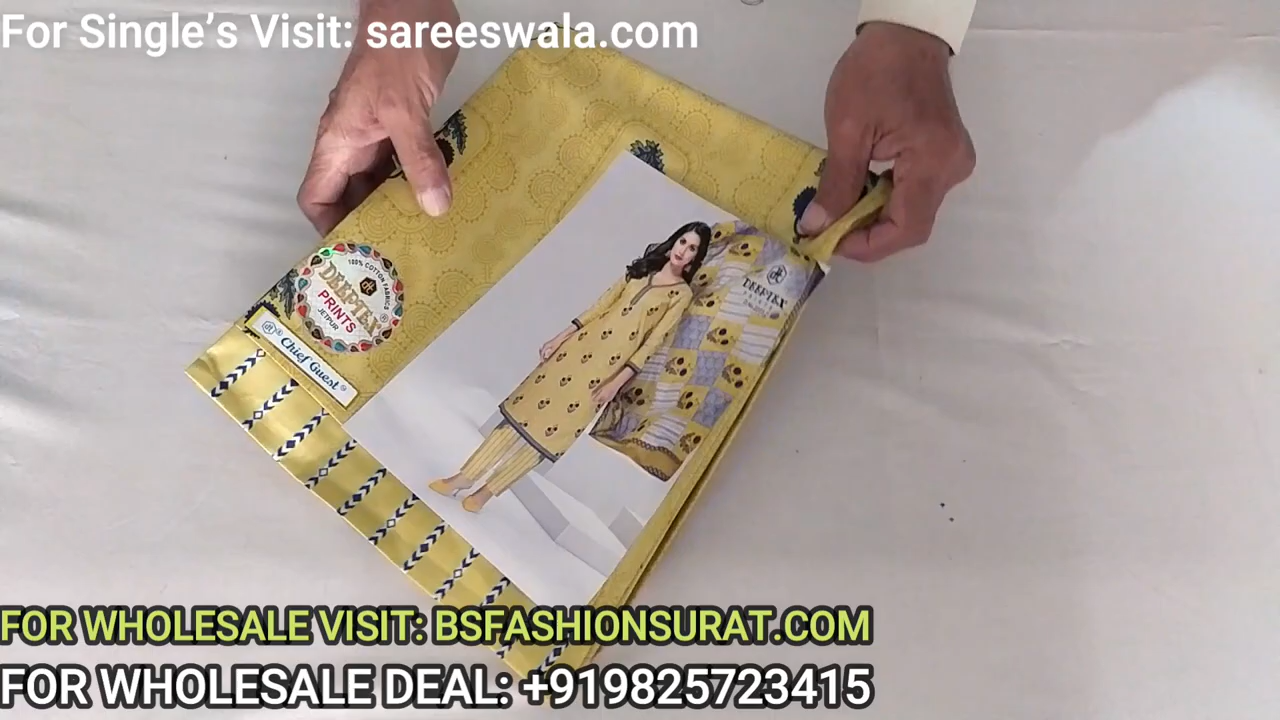 For Single’s Visit: sareeswala.com
100% COTTON FABRICS
DEEPTEX
PRINTS
JETPUR
Chief Guest
DEEPTEX
PRINTS
FOR WHOLESALE VISIT: BSFASHIONSURAT.COM
FOR WHOLESALE DEAL: +919825723415